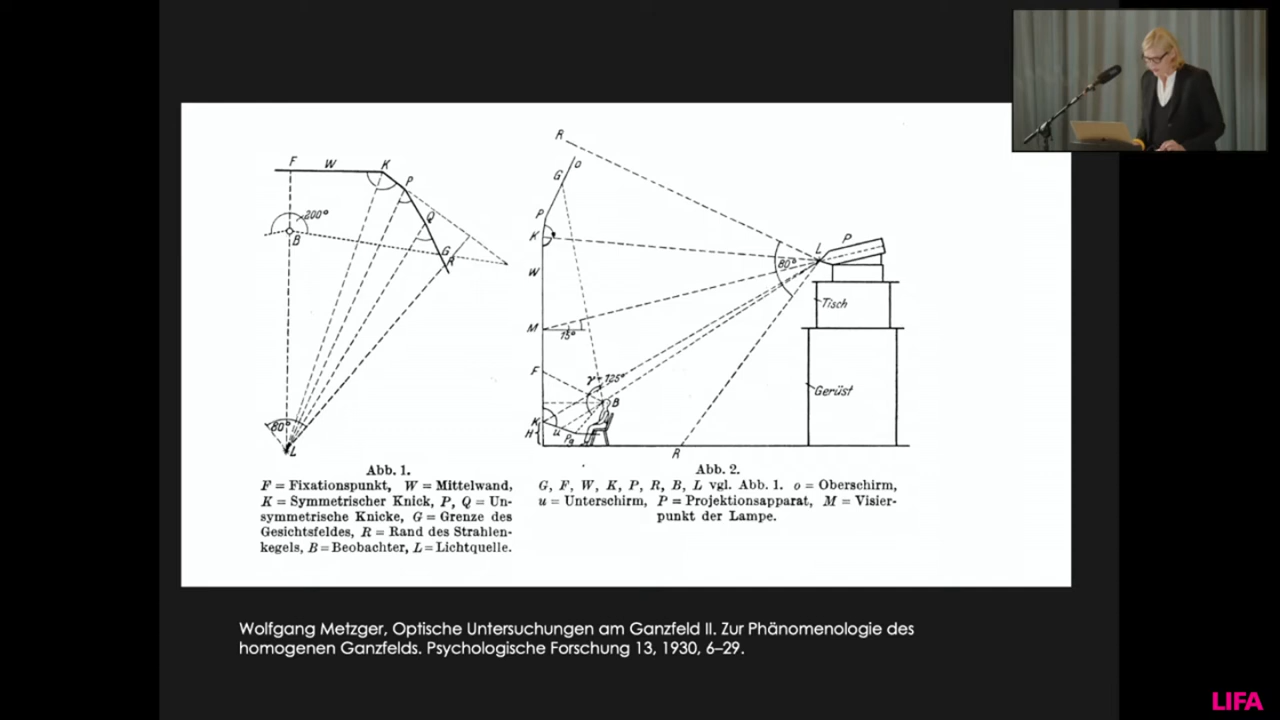 F W K
P
200°
Q
B
G
R
80°
L
Abb. 1.
F = Fixationspunkt, W = Mittelwand,
K = Symmetrischer Knick, P, Q = Un-
symmetrische Knicke, G = Grenze des
Gesichtsfeldes, R = Rand des Strahlen-
kegels, B = Beobachter, L = Lichtquelle.
R
o
G
P
K
W
M
15°
F
γ = 125°
B
K
H
u
R
80°
L
P
Tisch
Gerüst
Abb. 2.
G, F, W, K, P, R, B, L vgl. Abb. 1. o = Oberschirm,
u = Unterschirm, P = Projektionsapparat, M = Visier-
punkt der Lampe.
Wolfgang Metzger, Optische Untersuchungen am Ganzfeld II. Zur Phänomenologie des
homogenen Ganzfelds. Psychologische Forschung 13, 1930, 6–29.
LIFA